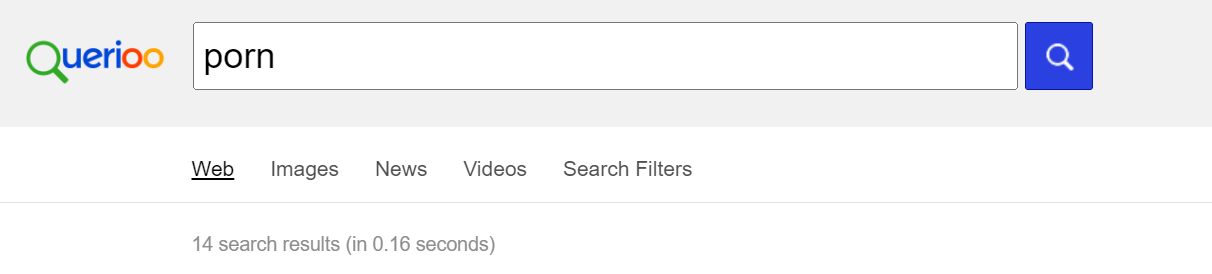 Querioo
porn
Web Images News Videos Search Filters
14 search results (in 0.16 seconds)